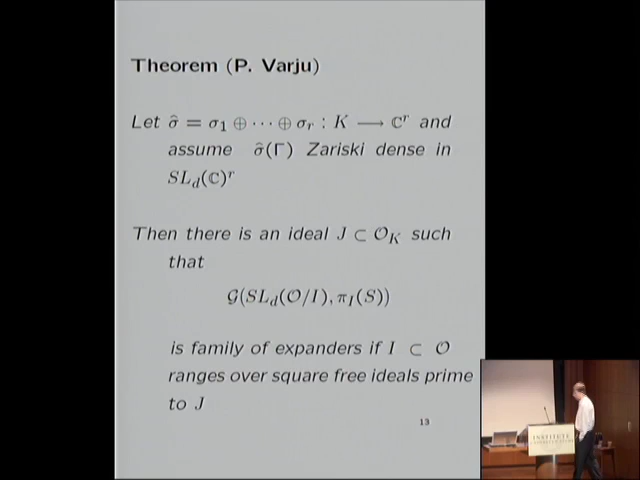 Theorem (P. Varju)
Let σ̂ = σ₁ ⊕ ··· ⊕ σᵣ : K ⟶ ℂʳ and
assume σ̂(Γ) Zariski dense in
SL_d(ℂ)ʳ
Then there is an ideal J ⊂ 𝒪_K such
that
𝒢(SL_d(𝒪/I), π_I(S))
is family of expanders if I ⊂ 𝒪
ranges over square free ideals prime
to J
13
INSTITUTE